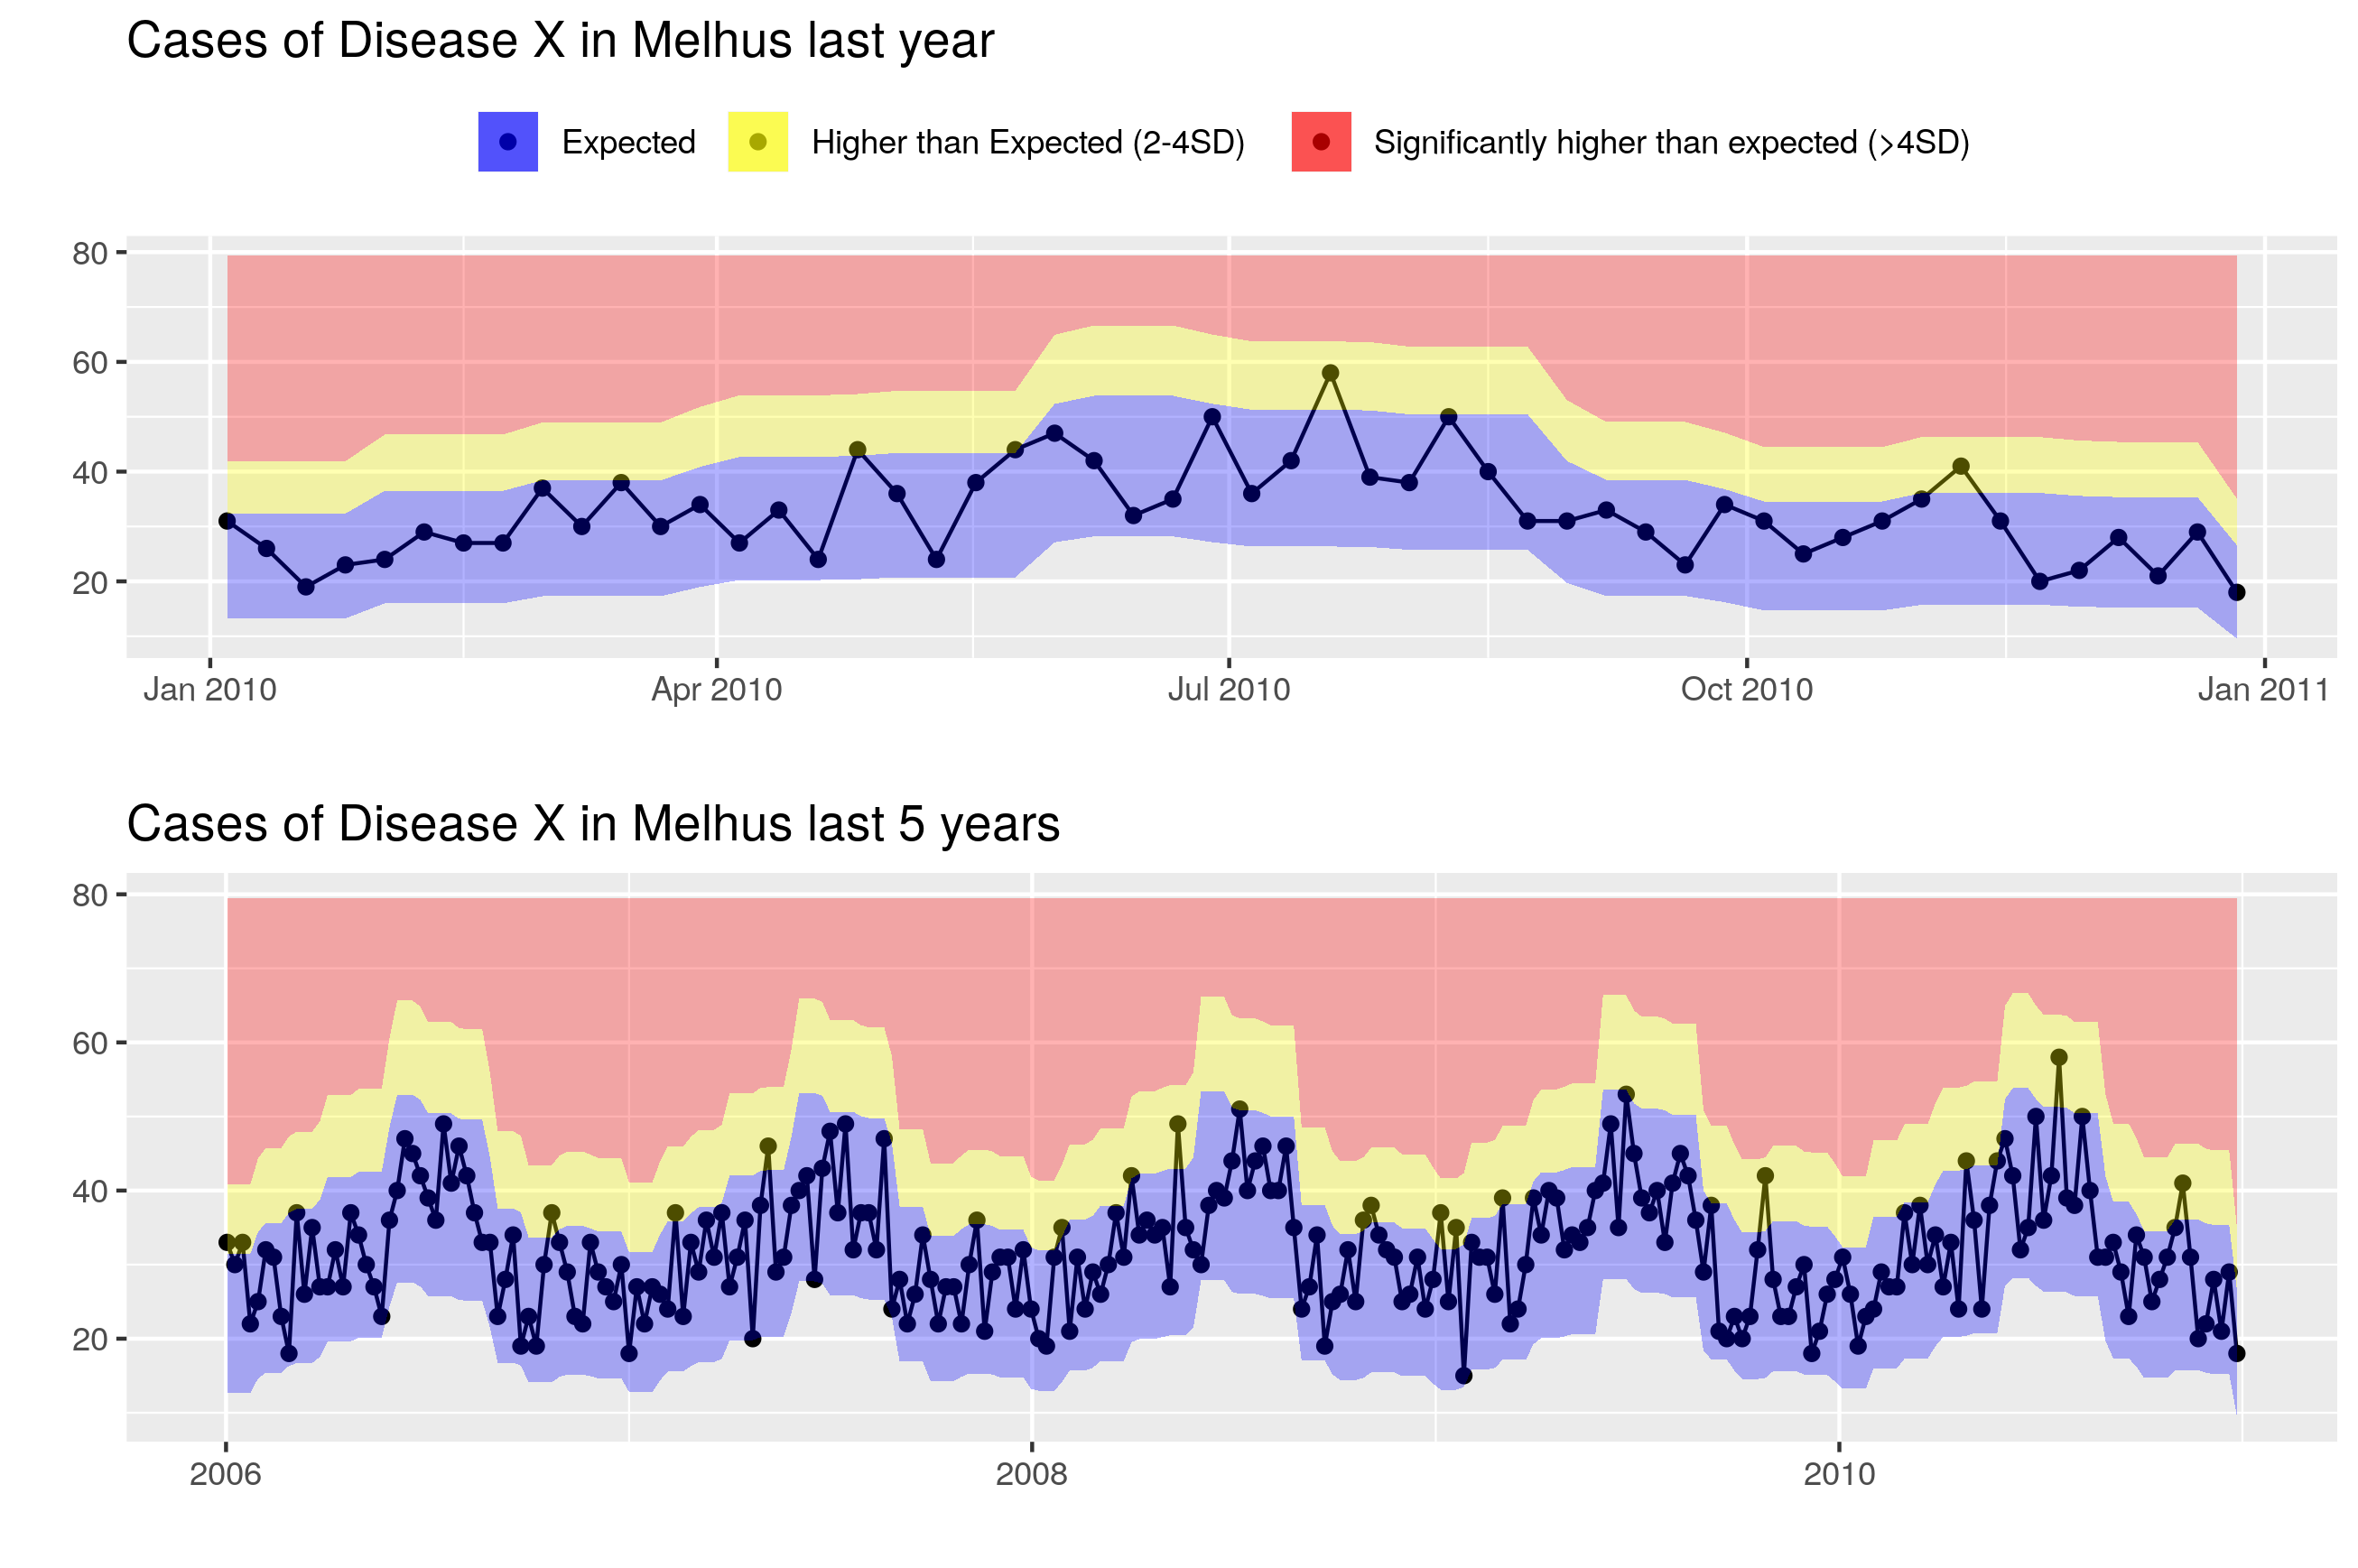 Cases of Disease X in Melhus last year
Expected Higher than Expected (2-4SD) Significantly higher than expected (>4SD)
80
60
40
20
Jan 2010 Apr 2010 Jul 2010 Oct 2010 Jan 2011
Cases of Disease X in Melhus last 5 years
80
60
40
20
2006 2008 2010